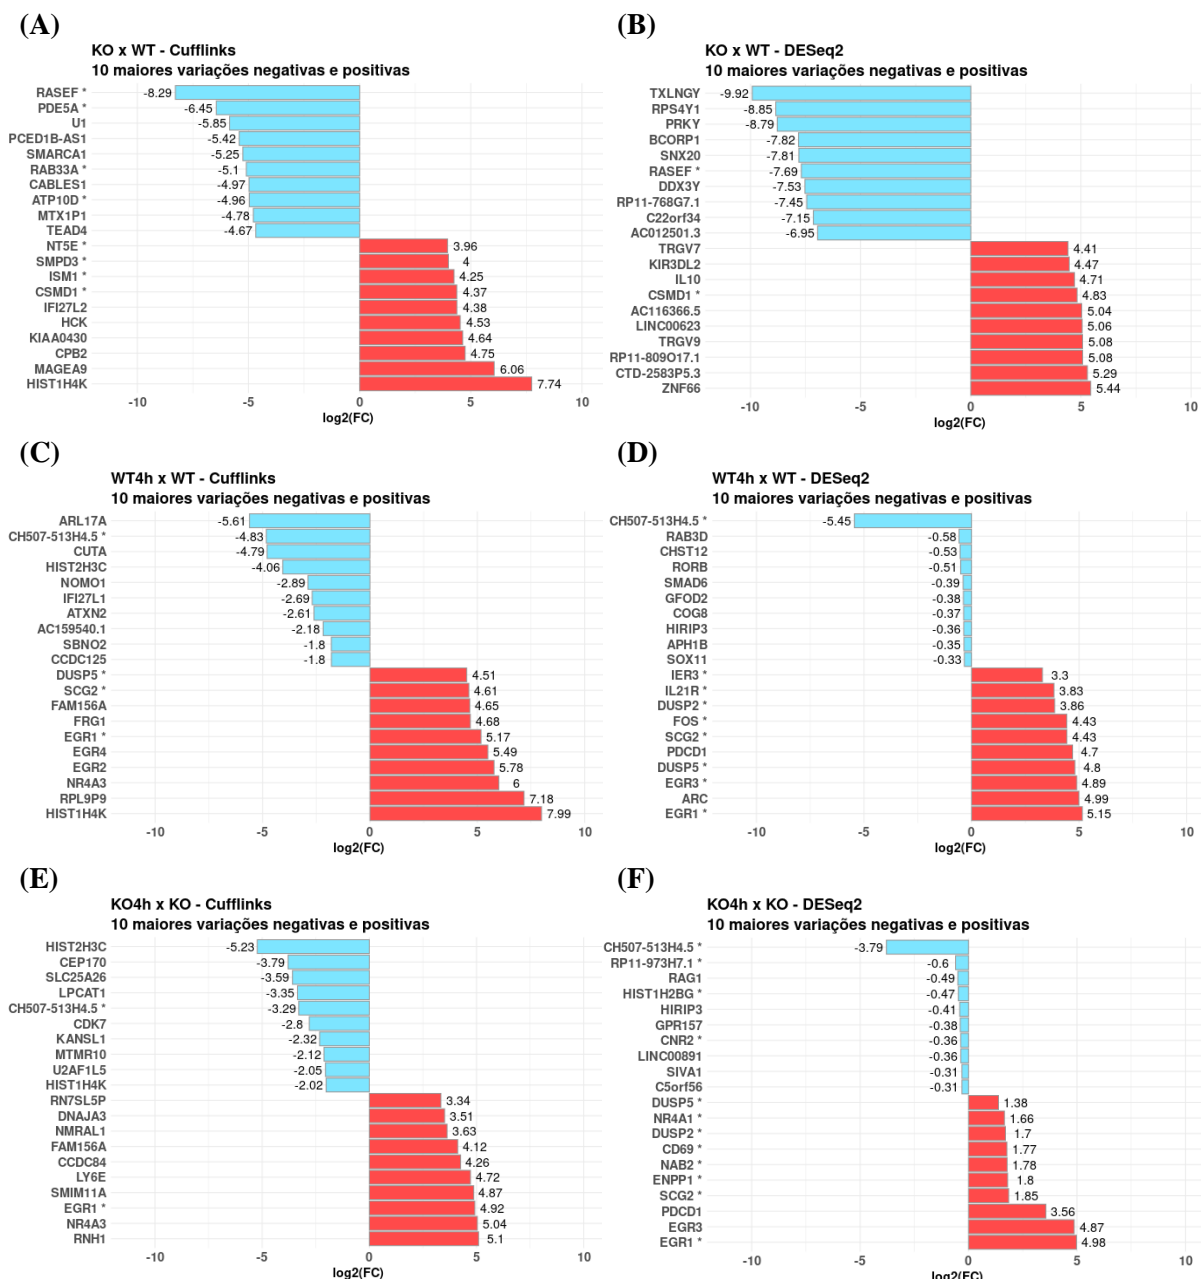 (A)
KO x WT - Cufflinks
10 maiores variações negativas e positivas
RASEF * -8.29
PDE5A * -6.45
U1 -5.85
PCED1B-AS1 -5.42
SMARCA1 -5.25
RAB33A * -5.1
CABLES1 -4.97
ATP10D * -4.96
MTX1P1 -4.78
TEAD4 -4.67
NT5E * 3.96
SMPD3 * 4
ISM1 * 4.25
CSMD1 * 4.37
IFI27L2 4.38
HCK 4.53
KIAA0430 4.64
CPB2 4.75
MAGEA9 6.06
HIST1H4K 7.74
-10 -5 0 5 10
log2(FC)
(B)
KO x WT - DESeq2
10 maiores variações negativas e positivas
TXLNGY -9.92
RPS4Y1 -8.85
PRKY -8.79
BCORP1 -7.82
SNX20 -7.81
RASEF * -7.69
DDX3Y -7.53
RP11-768G7.1 -7.45
C22orf34 -7.15
AC012501.3 -6.95
TRGV7 4.41
KIR3DL2 4.47
IL10 4.71
CSMD1 * 4.83
AC116366.5 5.04
LINC00623 5.06
TRGV9 5.08
RP11-809O17.1 5.08
CTD-2583P5.3 5.29
ZNF66 5.44
-10 -5 0 5 10
log2(FC)
(C)
WT4h x WT - Cufflinks
10 maiores variações negativas e positivas
ARL17A -5.61
CH507-513H4.5 * -4.83
CUTA -4.79
HIST2H3C -4.06
NOMO1 -2.89
IFI27L1 -2.69
ATXN2 -2.61
AC159540.1 -2.18
SBNO2 -1.8
CCDC125 -1.8
DUSP5 * 4.51
SCG2 * 4.61
FAM156A 4.65
FRG1 4.68
EGR1 * 5.17
EGR4 5.49
EGR2 5.78
NR4A3 6
RPL9P9 7.18
HIST1H4K 7.99
-10 -5 0 5 10
log2(FC)
(D)
WT4h x WT - DESeq2
10 maiores variações negativas e positivas
CH507-513H4.5 * -5.45
RAB3D -0.58
CHST12 -0.53
RORB -0.51
SMAD6 -0.39
GFOD2 -0.38
COG8 -0.37
HIRIP3 -0.36
APH1B -0.35
SOX11 -0.33
IER3 * 3.3
IL21R * 3.83
DUSP2 * 3.86
FOS * 4.43
SCG2 * 4.43
PDCD1 4.7
DUSP5 * 4.8
EGR3 * 4.89
ARC 4.99
EGR1 * 5.15
-10 -5 0 5 10
log2(FC)
(E)
KO4h x KO - Cufflinks
10 maiores variações negativas e positivas
HIST2H3C -5.23
CEP170 -3.79
SLC25A26 -3.59
LPCAT1 -3.35
CH507-513H4.5 * -3.29
CDK7 -2.8
KANSL1 -2.32
MTMR10 -2.12
U2AF1L5 -2.05
HIST1H4K -2.02
RN7SL5P 3.34
DNAJA3 3.51
NMRAL1 3.63
FAM156A 4.12
CCDC84 4.26
LY6E 4.72
SMIM11A 4.87
EGR1 * 4.92
NR4A3 5.04
RNH1 5.1
-10 -5 0 5 10
log2(FC)
(F)
KO4h x KO - DESeq2
10 maiores variações negativas e positivas
CH507-513H4.5 * -3.79
RP11-973H7.1 * -0.6
RAG1 -0.49
HIST1H2BG * -0.47
HIRIP3 -0.41
GPR157 -0.38
CNR2 * -0.36
LINC00891 -0.36
SIVA1 -0.31
C5orf56 -0.31
DUSP5 * 1.38
NR4A1 * 1.66
DUSP2 * 1.7
CD69 * 1.77
NAB2 * 1.78
ENPP1 * 1.8
SCG2 * 1.85
PDCD1 3.56
EGR3 4.87
EGR1 * 4.98
-10 -5 0 5 10
log2(FC)